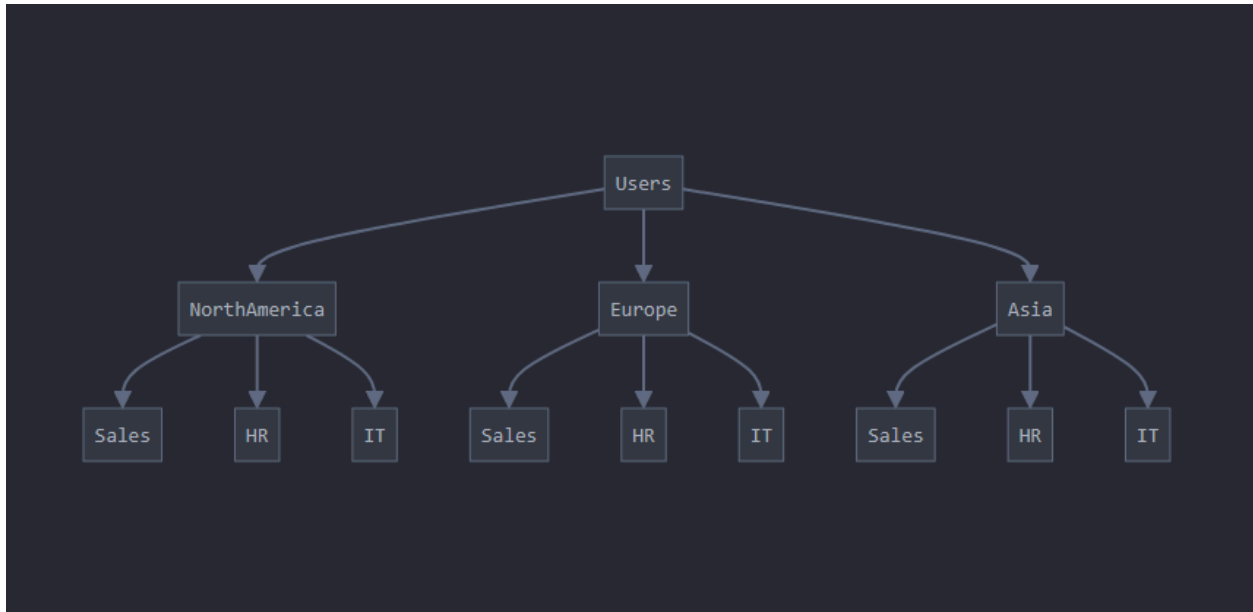 Users
NorthAmerica
Europe
Asia
Sales
HR
IT
Sales
HR
IT
Sales
HR
IT